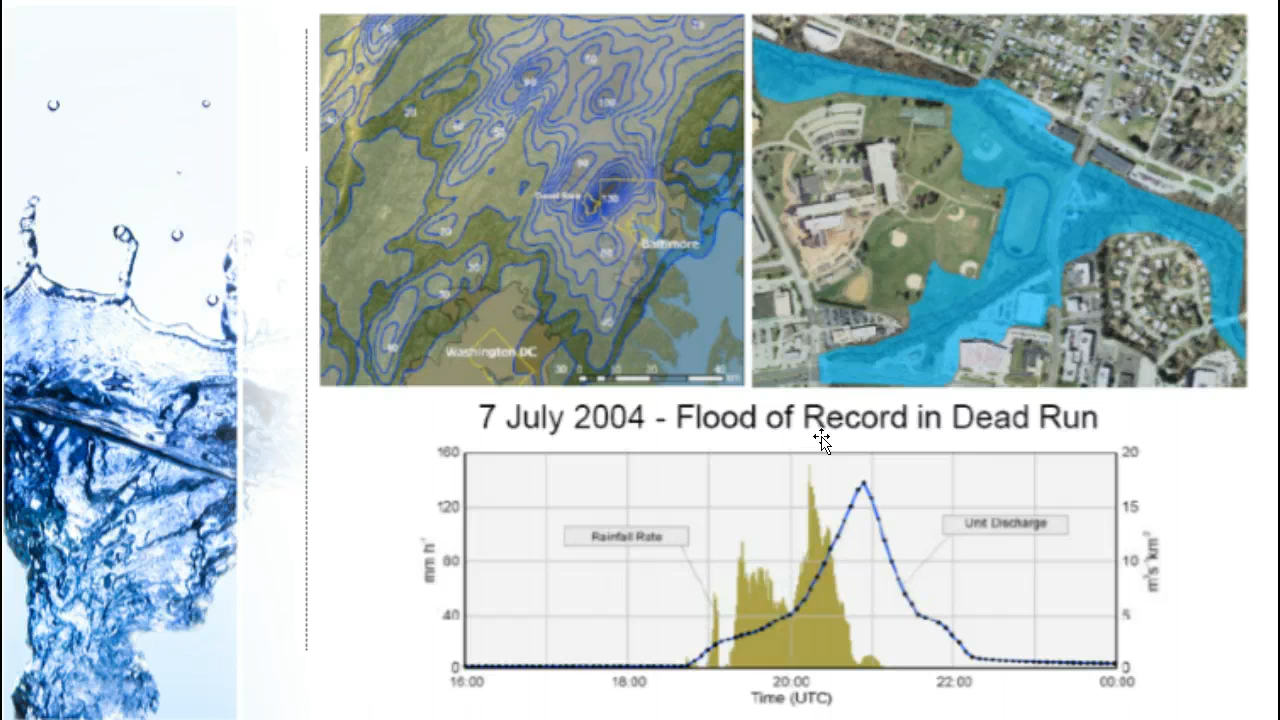 100
130
Dead Run
Baltimore
Washington DC
7 July 2004 - Flood of Record in Dead Run
160
120
80
40
0
mm h⁻¹
Rainfall Rate
Unit Discharge
20
15
10
5
0
m³s⁻¹km⁻²
16:00 18:00 20:00 22:00 00:00
Time (UTC)